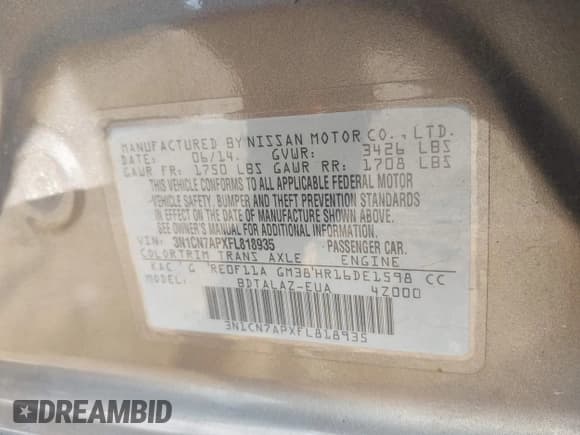 MANUFACTURED BY NISSAN MOTOR CO., LTD.
DATE: 06/14. GVWR: 3426 LBS
GAWR FR: 1750 LBS GAWR RR: 1708 LBS
THIS VEHICLE CONFORMS TO ALL APPLICABLE FEDERAL MOTOR
VEHICLE SAFETY, BUMPER AND THEFT PREVENTION STANDARDS
IN EFFECT ON THE DATE OF MANUFACTURE SHOWN ABOVE.
SEE OWNER'S MANUAL FOR ADDITIONAL INFORMATION.
VIN: 3N1CN7APXFL818935 PASSENGER CAR.
COLOR TRIM TRANS AXLE ENGINE
KAC G RE0F11A GM38 HR16DE1598 CC
BDTALAZ-EUA 4Z000
3N1CN7APXFL818935
DREAMBID